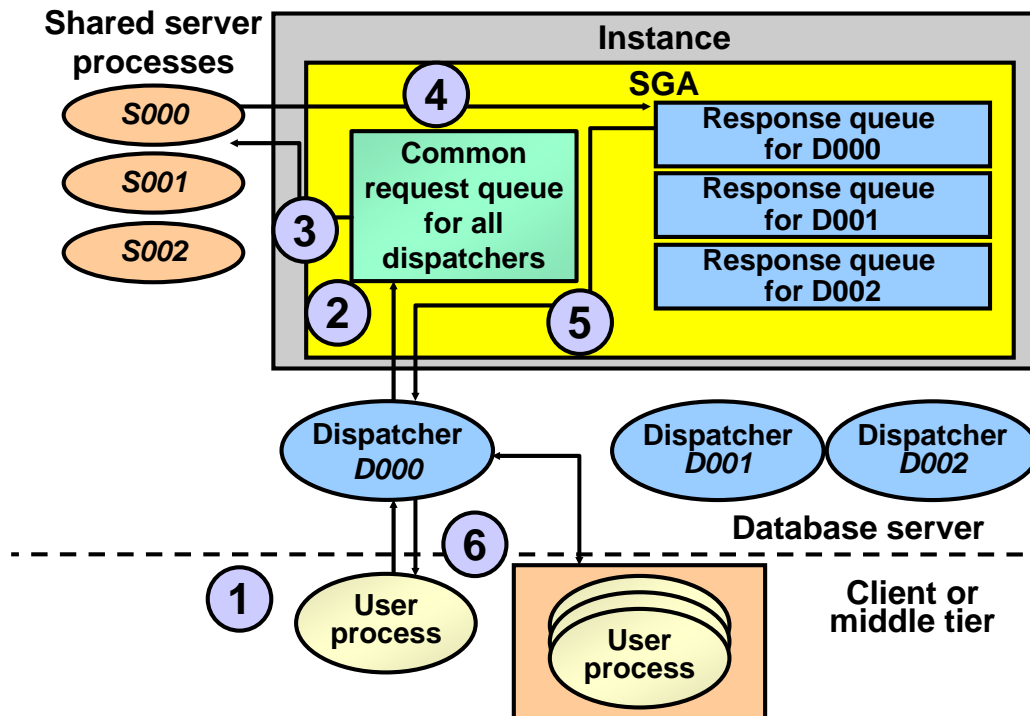 Shared server
processes
Instance
SGA
S000
S001
S002
4
Common
request queue
for all
dispatchers
Response queue
for D000
Response queue
for D001
Response queue
for D002
3
2
5
Dispatcher
D000
Dispatcher
D001
Dispatcher
D002
Database server
6
1
User
process
User
process
Client or
middle tier